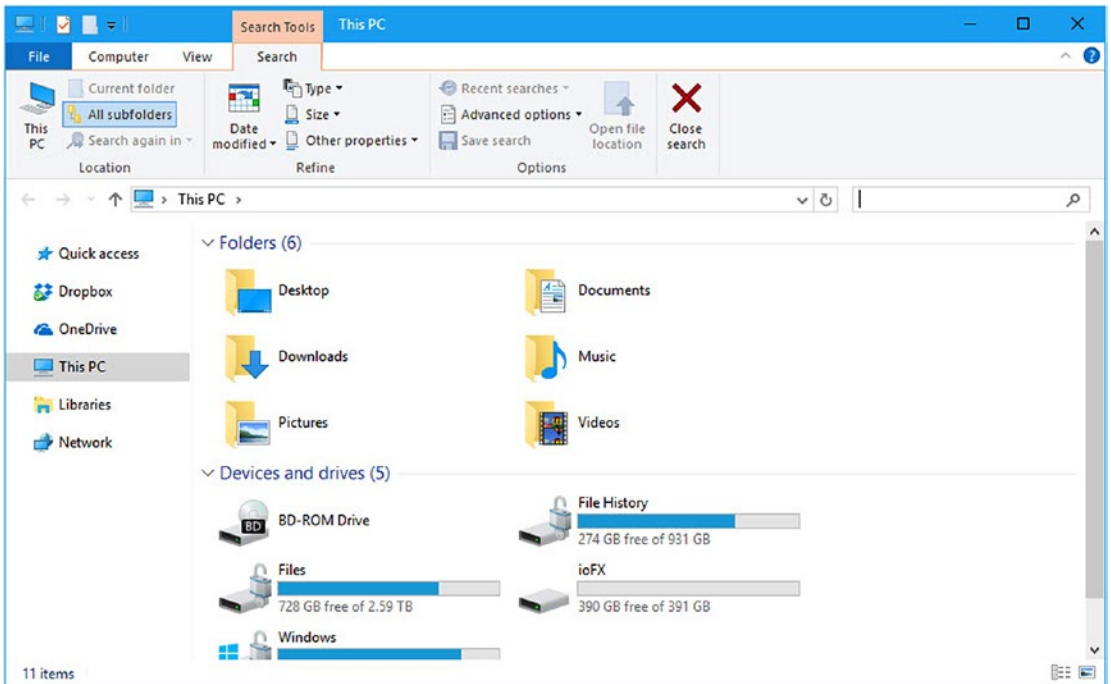 Search Tools This PC
File Computer View Search
This PC
Current folder
All subfolders
Search again in
Location
Date modified
Type
Size
Other properties
Refine
Recent searches
Advanced options
Save search
Open file location
Options
Close search
This PC
Quick access
Dropbox
OneDrive
This PC
Libraries
Network
Folders (6)
Desktop
Documents
Downloads
Music
Pictures
Videos
Devices and drives (5)
BD
BD-ROM Drive
File History
274 GB free of 931 GB
Files
728 GB free of 2.59 TB
ioFX
390 GB free of 391 GB
Windows
11 items